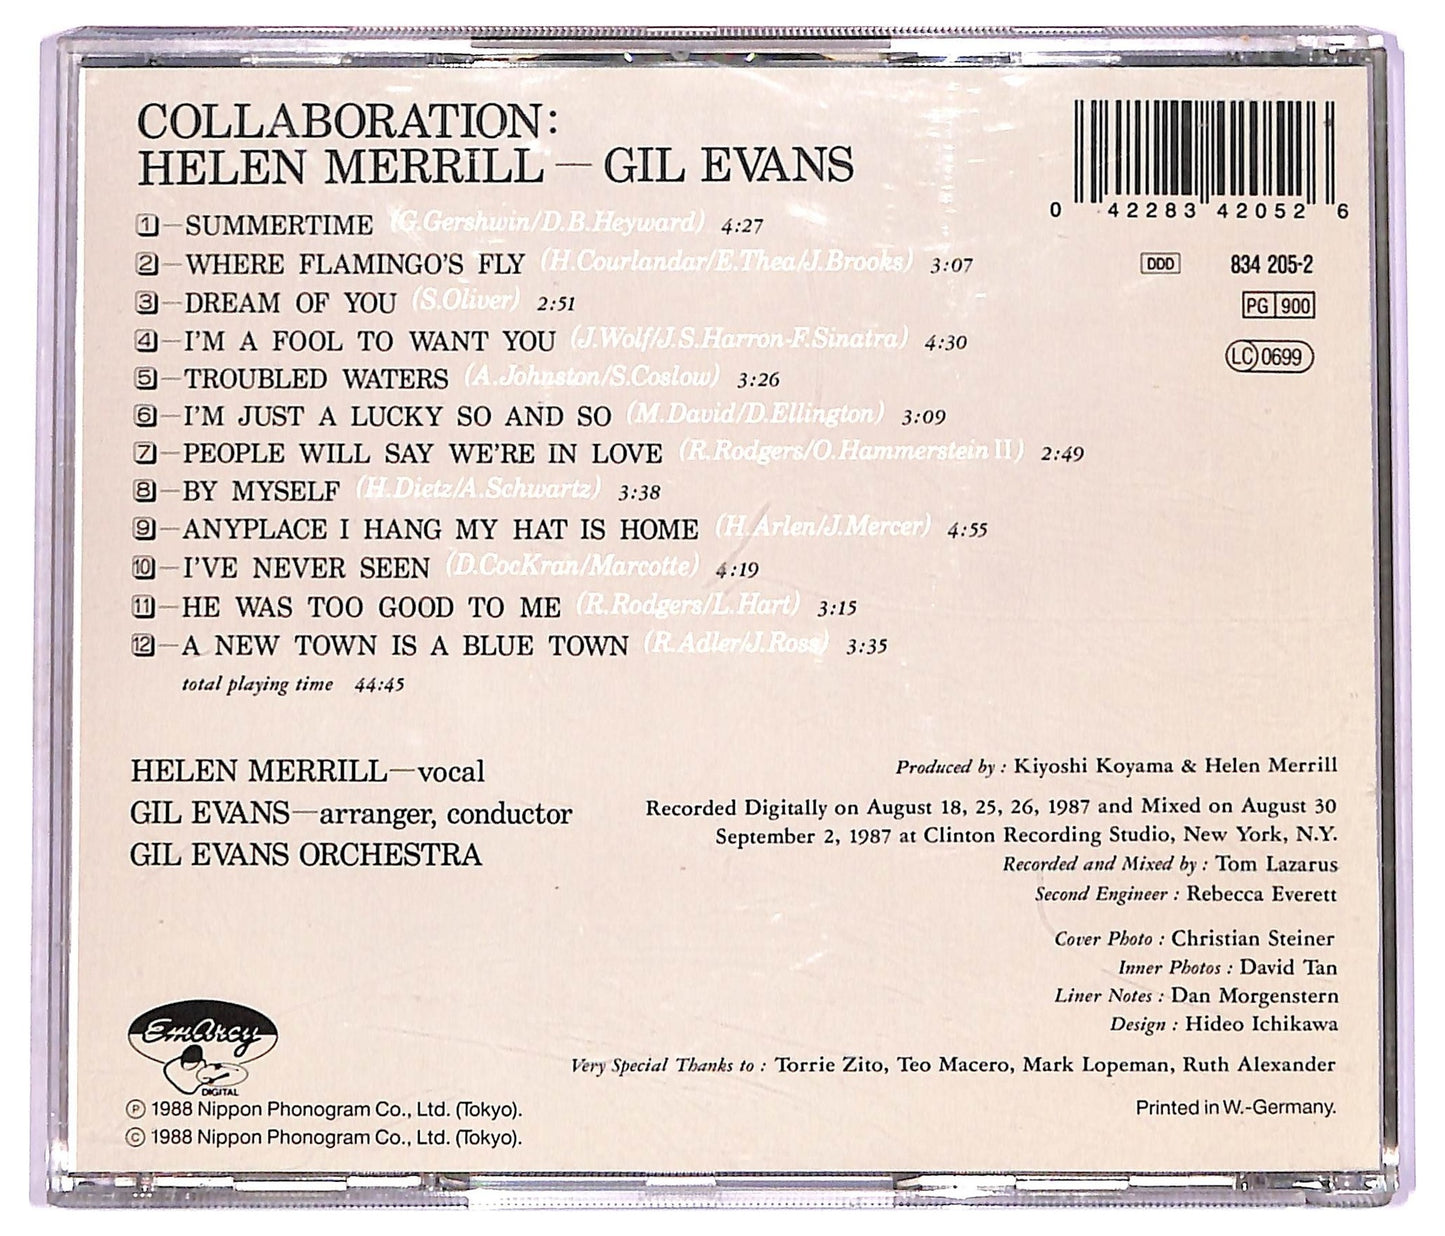 COLLABORATION:
HELEN MERRILL — GIL EVANS
1—SUMMERTIME (G.Gershwin/D.B.Heyward) 4:27
2—WHERE FLAMINGO'S FLY (H.Courlandar/E.Thea/J.Brooks) 3:07
3—DREAM OF YOU (S.Oliver) 2:51
4—I'M A FOOL TO WANT YOU (J.Wolf/J.S.Harron-F.Sinatra) 4:30
5—TROUBLED WATERS (A.Johnston/S.Coslow) 3:26
6—I'M JUST A LUCKY SO AND SO (M.David/D.Ellington) 3:09
7—PEOPLE WILL SAY WE'RE IN LOVE (R.Rodgers/O.Hammerstein II) 2:49
8—BY MYSELF (H.Dietz/A.Schwartz) 3:38
9—ANYPLACE I HANG MY HAT IS HOME (H.Arlen/J.Mercer) 4:55
10—I'VE NEVER SEEN (D.CocKran/Marcotte) 4:19
11—HE WAS TOO GOOD TO ME (R.Rodgers/L.Hart) 3:15
12—A NEW TOWN IS A BLUE TOWN (R.Adler/J.Ross) 3:35
total playing time 44:45
0 42283 42052 6
DDD 834 205-2
PG 900
LC 0699
HELEN MERRILL—vocal
GIL EVANS—arranger, conductor
GIL EVANS ORCHESTRA
Produced by : Kiyoshi Koyama & Helen Merrill
Recorded Digitally on August 18, 25, 26, 1987 and Mixed on August 30
September 2, 1987 at Clinton Recording Studio, New York, N.Y.
Recorded and Mixed by : Tom Lazarus
Second Engineer : Rebecca Everett
Cover Photo : Christian Steiner
Inner Photos : David Tan
Liner Notes : Dan Morgenstern
Design : Hideo Ichikawa
Very Special Thanks to : Torrie Zito, Teo Macero, Mark Lopeman, Ruth Alexander
EmArcy
DIGITAL
℗ 1988 Nippon Phonogram Co., Ltd. (Tokyo).
© 1988 Nippon Phonogram Co., Ltd. (Tokyo).
Printed in W.-Germany.